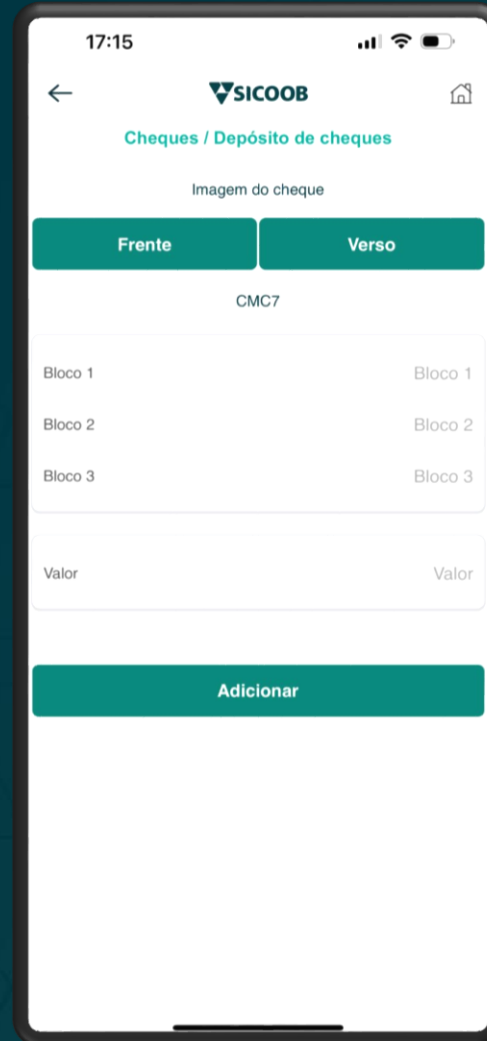 17:15
SICOOB
Cheques / Depósito de cheques
Imagem do cheque
Frente Verso
CMC7
Bloco 1 Bloco 1
Bloco 2 Bloco 2
Bloco 3 Bloco 3
Valor Valor
Adicionar